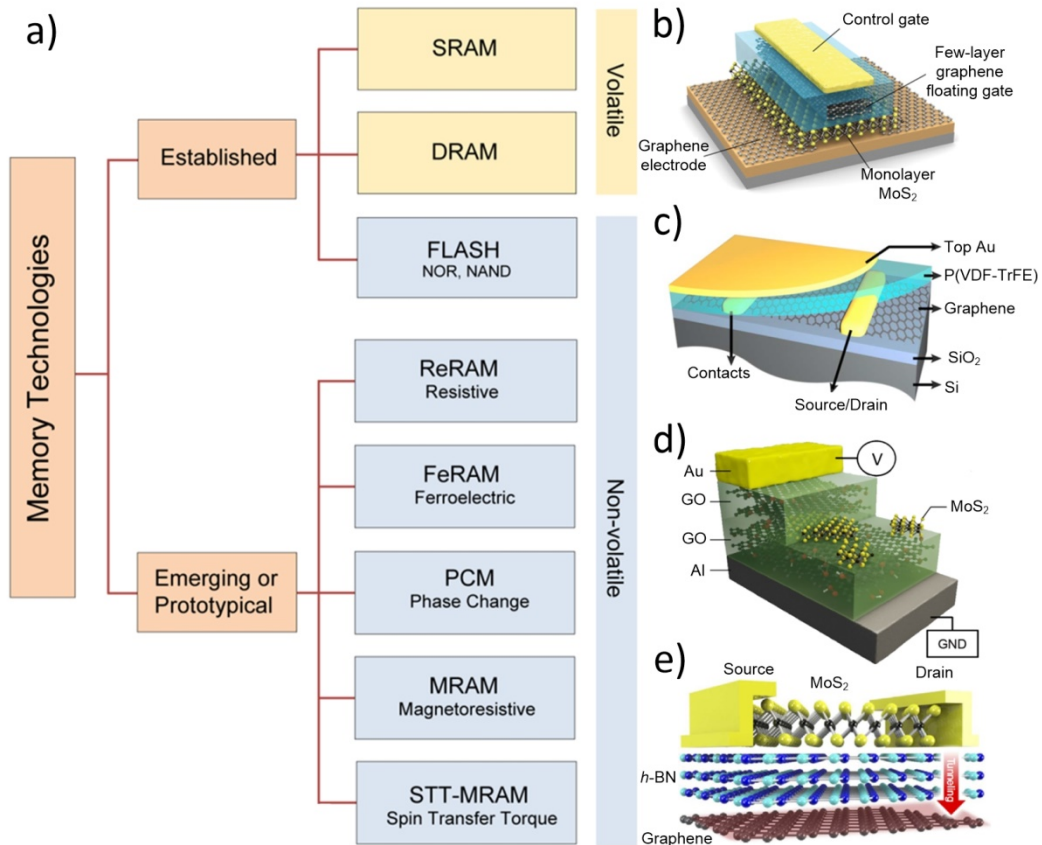 a)
Memory Technologies
Established
Emerging or
Prototypical
SRAM
DRAM
FLASH
NOR, NAND
ReRAM
Resistive
FeRAM
Ferroelectric
PCM
Phase Change
MRAM
Magnetoresistive
STT-MRAM
Spin Transfer Torque
Volatile
Non-volatile
b)
Control gate
Few-layer
graphene
floating gate
Graphene
electrode
Monolayer
MoS₂
c)
Top Au
P(VDF-TrFE)
Graphene
SiO₂
Si
Contacts
Source/Drain
d)
V
Au
GO
GO
Al
MoS₂
GND
e)
Source
MoS₂
Drain
h-BN
Tunneling
Graphene